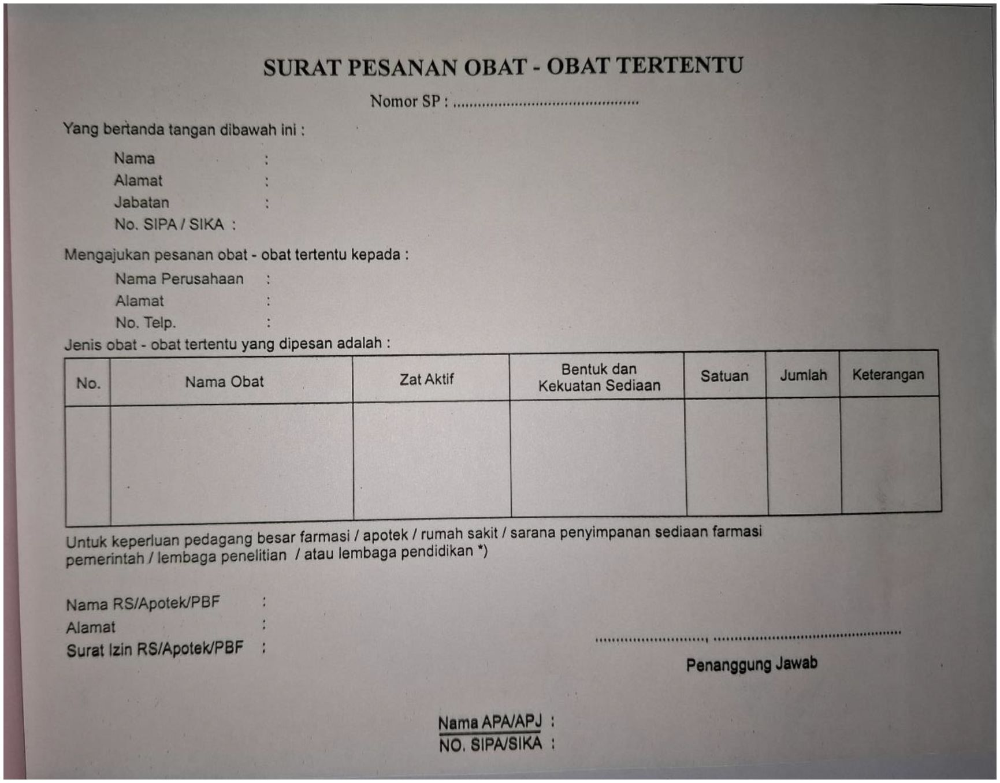 SURAT PESANAN OBAT - OBAT TERTENTU
Nomor SP : ..............................................
Yang bertanda tangan dibawah ini :
Nama :
Alamat :
Jabatan :
No. SIPA / SIKA :
Mengajukan pesanan obat - obat tertentu kepada :
Nama Perusahaan :
Alamat :
No. Telp. :
Jenis obat - obat tertentu yang dipesan adalah :
No. Nama Obat Zat Aktif Bentuk dan Kekuatan Sediaan Satuan Jumlah Keterangan
Untuk keperluan pedagang besar farmasi / apotek / rumah sakit / sarana penyimpanan sediaan farmasi
pemerintah / lembaga penelitian / atau lembaga pendidikan *)
Nama RS/Apotek/PBF :
Alamat :
Surat Izin RS/Apotek/PBF :
..........................., ..............................................
Penanggung Jawab
Nama APA/APJ :
NO. SIPA/SIKA :